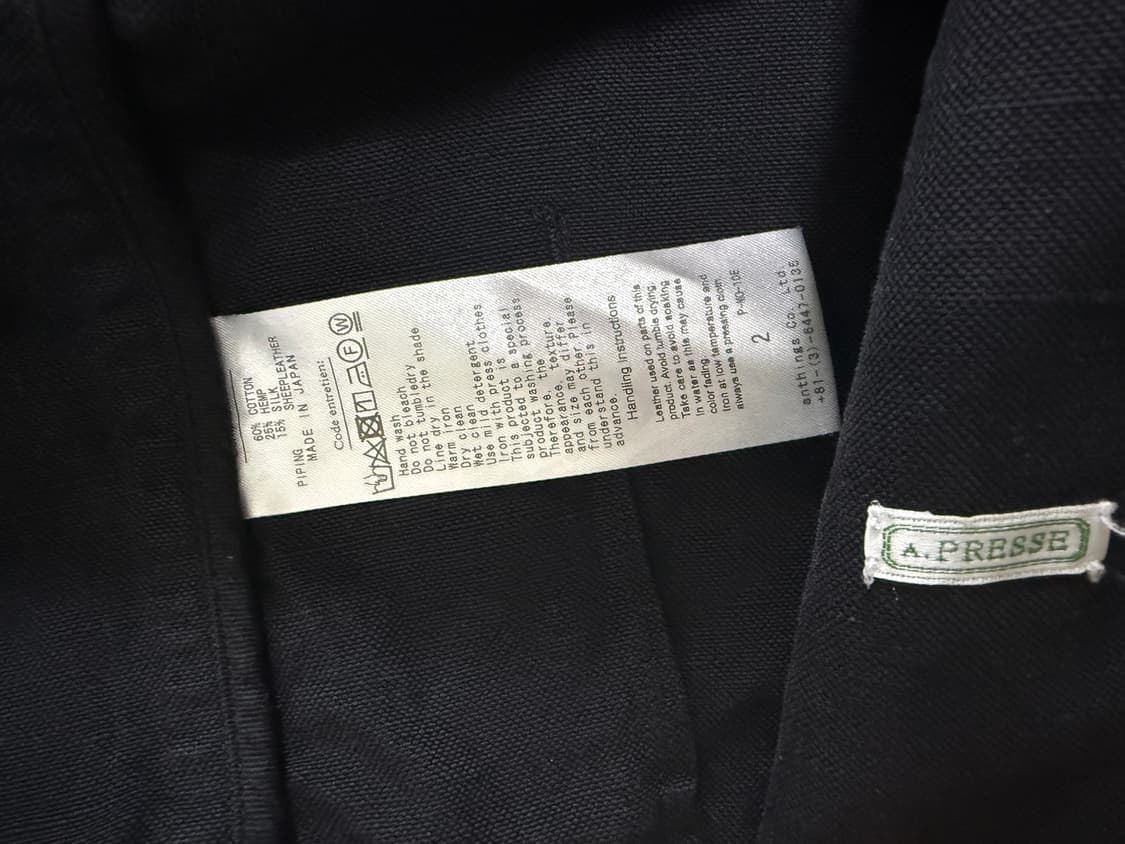 60% COTTON
25% HEMP
15% SILK
PIPING SHEEPLEATHER
MADE IN JAPAN
Code entretien:
F W
Hand wash
Do not bleach
Do not tumbledry
Line dry in the shade
Warm iron
Dry clean
Wet clean
Use mild detergent
Iron with press clothes
This product is
subjected to a special
product washing process
Therefore, the
appearance, texture,
and size may differ
from each other. Please
understand this in
advance.
Handling Instructions
Leather used on parts of this
product. Avoid tumble drying.
Take care to avoid soaking
in water as this may cause
color fading.
Iron at low temperature and
always use a pressing cloth.
P-NO-1DE
2
anthings Co., Ltd.
+81-(3)-6447-0135
A.PRESSE